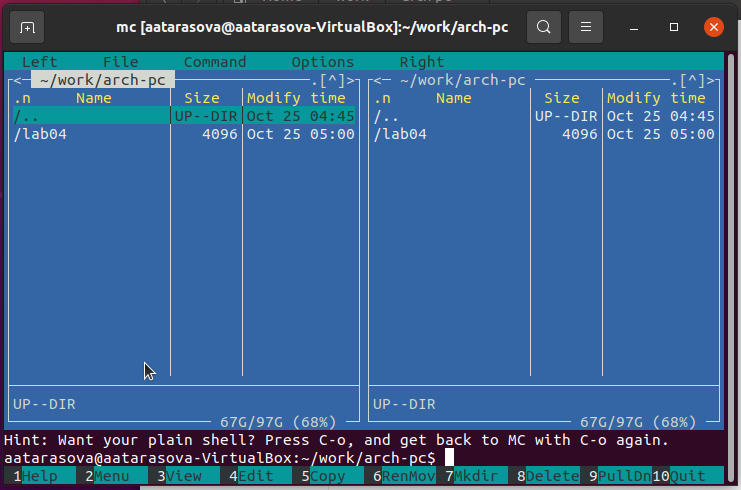 mc [aatarasova@aatarasova-VirtualBox]:~/work/arch-pc
Left File Command Options Right
<— ~/work/arch-pc .[^]> <— ~/work/arch-pc .[^]>
.n Name Size Modify time .n Name Size Modify time
/.. UP--DIR Oct 25 04:45 /.. UP--DIR Oct 25 04:45
/lab04 4096 Oct 25 05:00 /lab04 4096 Oct 25 05:00
UP--DIR UP--DIR
67G/97G (68%) 67G/97G (68%)
Hint: Want your plain shell? Press C-o, and get back to MC with C-o again.
aatarasova@aatarasova-VirtualBox:~/work/arch-pc$
1Help 2Menu 3View 4Edit 5Copy 6RenMov 7Mkdir 8Delete 9PullDn 10Quit